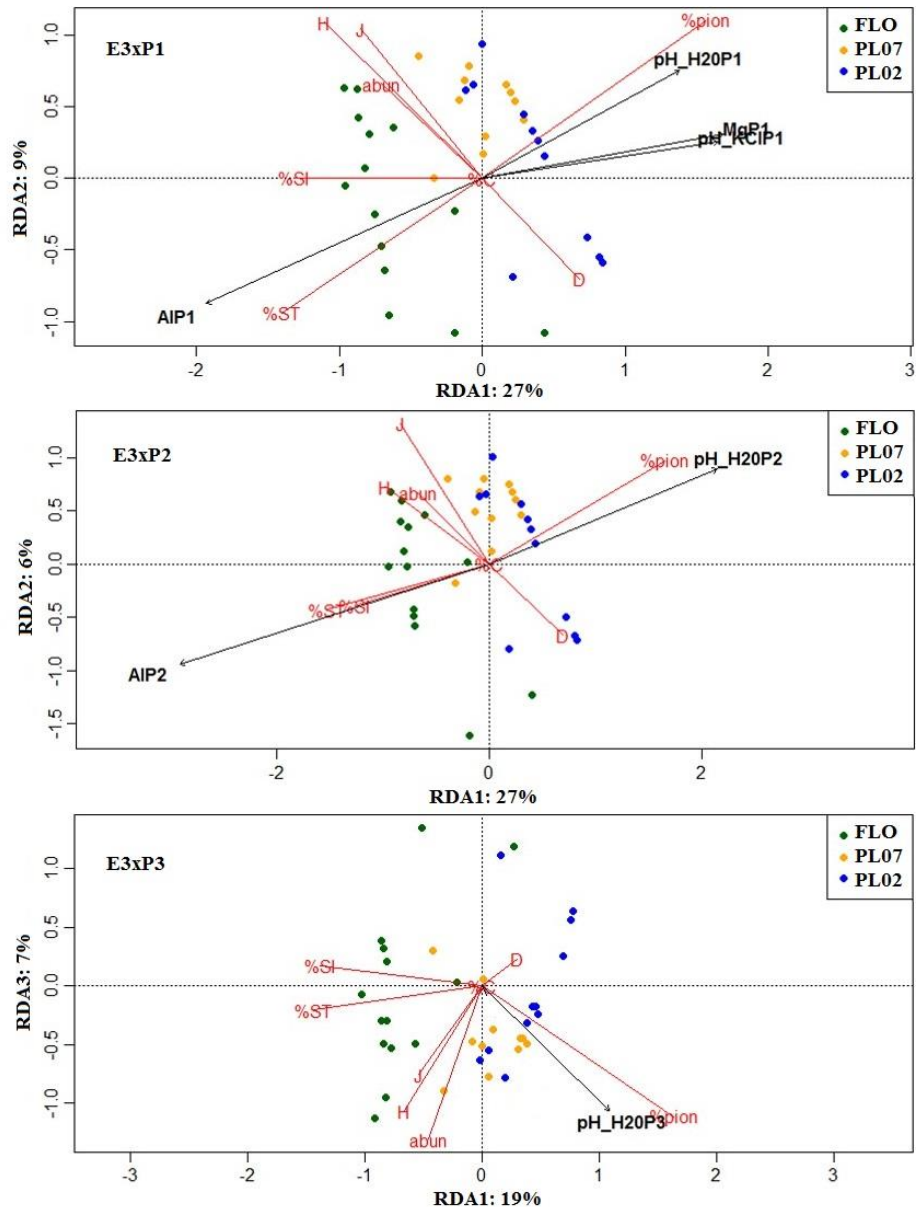 E3xP1
FLO
PL07
PL02
H
J
%pion
pH_H20P1
abun
MgP1
pH_KClP1
%SI
%C
D
AlP1
%ST
RDA2: 9%
1.0
0.5
0.0
-0.5
-1.0
-2 -1 0 1 2 3
RDA1: 27%
E3xP2
FLO
PL07
PL02
J
%pion
pH_H20P2
H
abun
%C
%ST
%SI
D
AlP2
RDA2: 6%
1.0
0.5
0.0
-0.5
-1.0
-1.5
-2 0 2
RDA1: 27%
E3xP3
FLO
PL07
PL02
%SI
D
%C
%ST
J
H
abun
pH_H20P3
%pion
RDA3: 7%
1.0
0.5
0.0
-0.5
-1.0
-3 -2 -1 0 1 2 3
RDA1: 19%